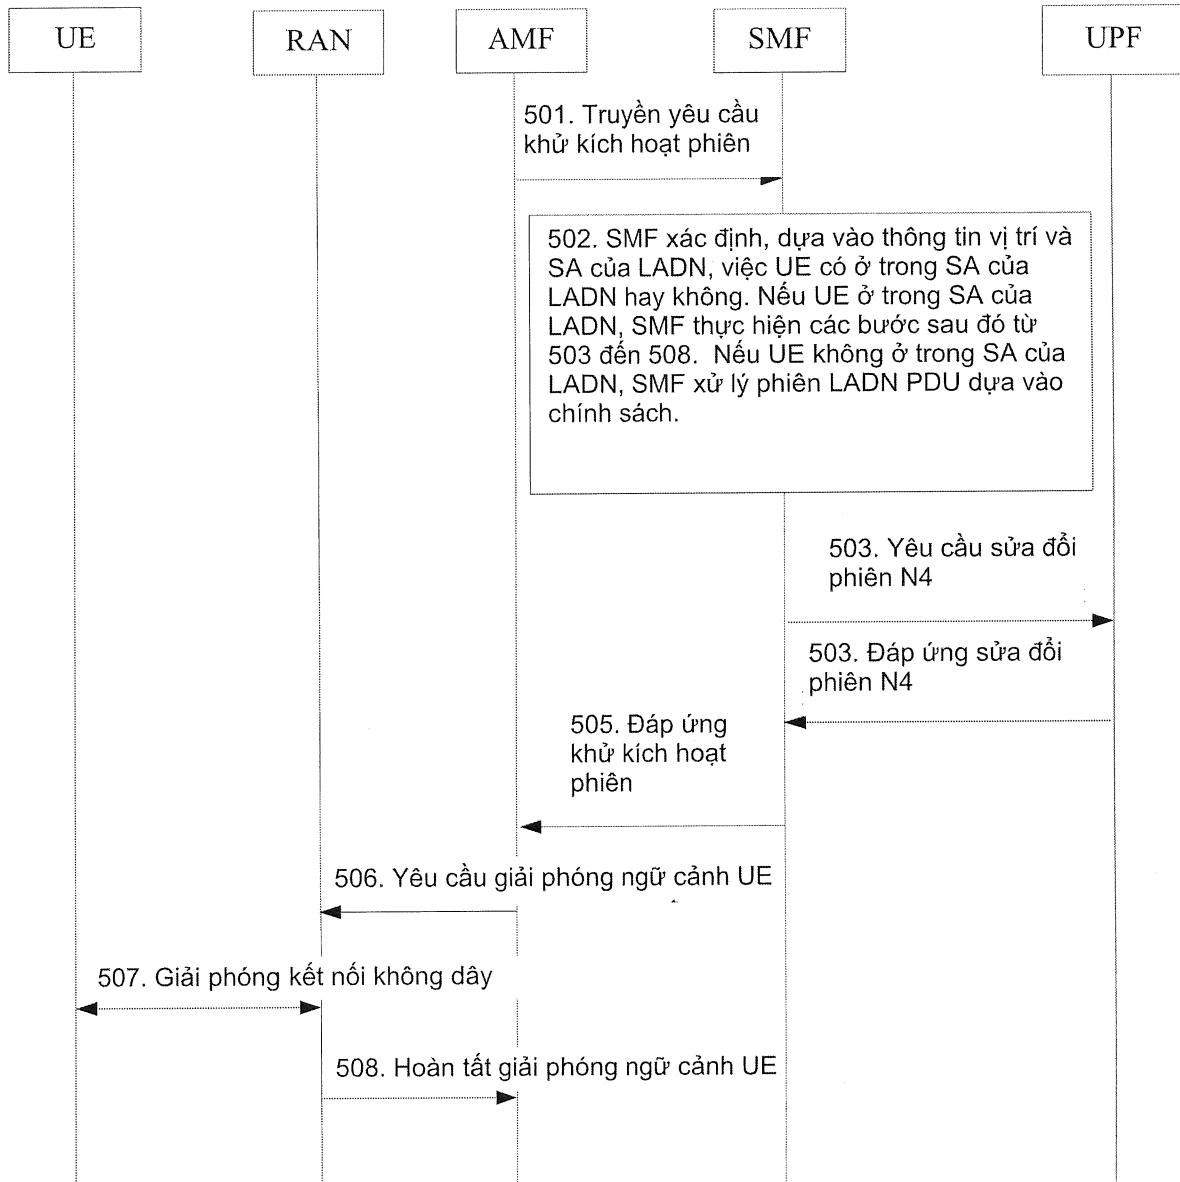 UE
RAN
AMF
SMF
UPF
501. Truyền yêu cầu
khử kích hoạt phiên
502. SMF xác định, dựa vào thông tin vị trí và
SA của LADN, việc UE có ở trong SA của
LADN hay không. Nếu UE ở trong SA của
LADN, SMF thực hiện các bước sau đó từ
503 đến 508. Nếu UE không ở trong SA của
LADN, SMF xử lý phiên LADN PDU dựa vào
chính sách.
503. Yêu cầu sửa đổi
phiên N4
503. Đáp ứng sửa đổi
phiên N4
505. Đáp ứng
khử kích hoạt
phiên
506. Yêu cầu giải phóng ngữ cảnh UE
507. Giải phóng kết nối không dây
508. Hoàn tất giải phóng ngữ cảnh UE